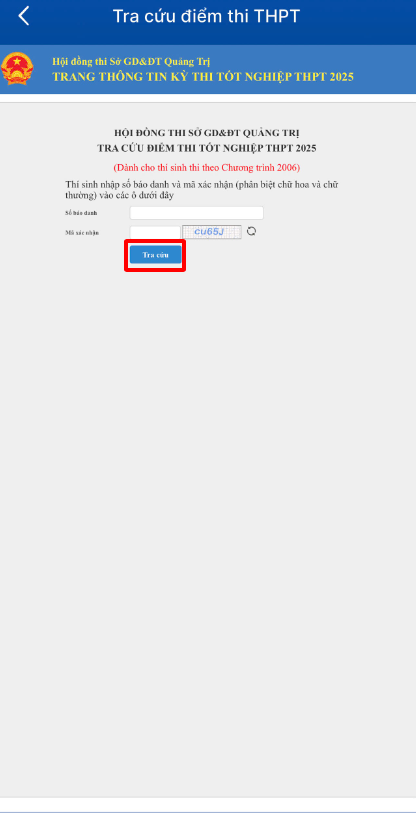 Tra cứu điểm thi THPT
Hội đồng thi Sở GD&ĐT Quảng Trị
TRANG THÔNG TIN KỲ THI TỐT NGHIỆP THPT 2025
HỘI ĐỒNG THI SỞ GD&ĐT QUẢNG TRỊ
TRA CỨU ĐIỂM THI TỐT NGHIỆP THPT 2025
(Dành cho thí sinh thi theo Chương trình 2006)
Thí sinh nhập số báo danh và mã xác nhận (phân biệt chữ hoa và chữ
thường) vào các ô dưới đây
Số báo danh
Mã xác nhận cu65J
Tra cứu